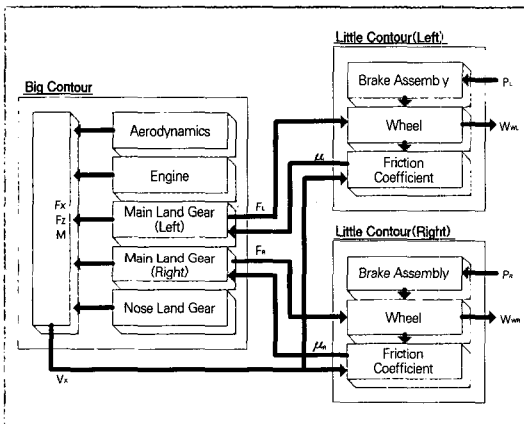 Little Contour(Left)
Brake Assemb y
PL
Wheel
WWL
Friction
Coefficient
Big Contour
Aerodynamics
Engine
Main Land Gear
(Left)
Main Land Gear
(Right)
Nose Land Gear
Fx
Fz
M
FL
μ
FR
μR
Vx
Little Contour(Right)
Brake Assembly
PR
Wheel
WWR
Friction
Coefficient